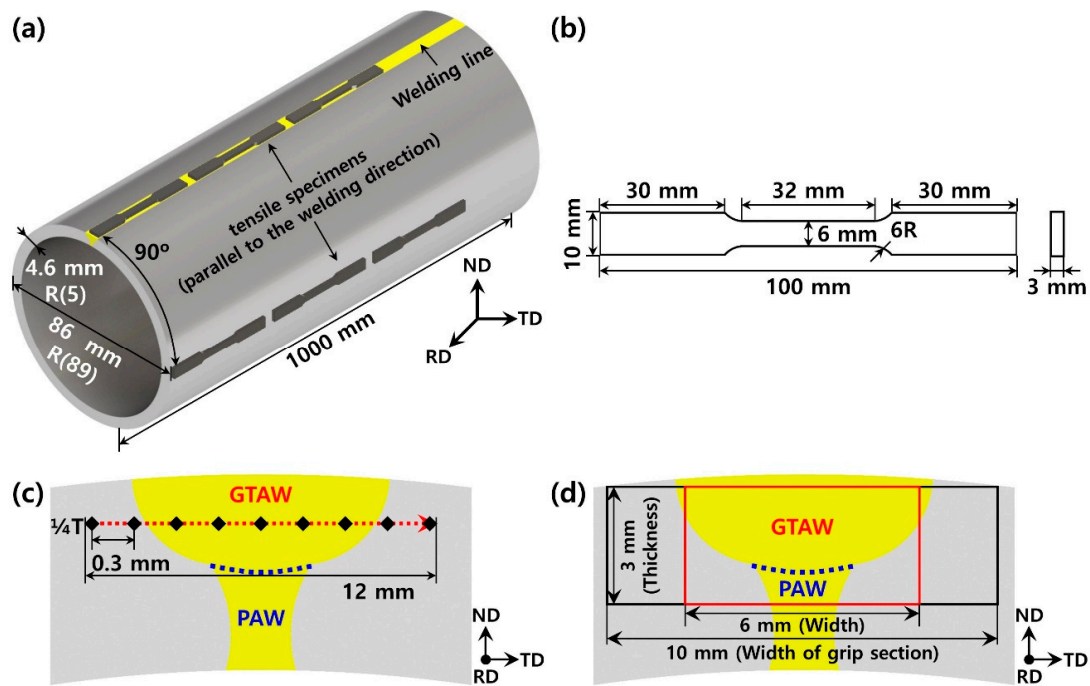 (a)
Welding line
tensile specimens
(parallel to the welding direction)
90º
4.6 mm
R(5)
86 mm
R(89)
1000 mm
ND
TD
RD
(b)
30 mm
32 mm
30 mm
10 mm
6 mm
6R
100 mm
3 mm
(c)
GTAW
¼T
0.3 mm
12 mm
PAW
ND
TD
RD
(d)
GTAW
3 mm
(Thickness)
PAW
6 mm (Width)
10 mm (Width of grip section)
ND
TD
RD